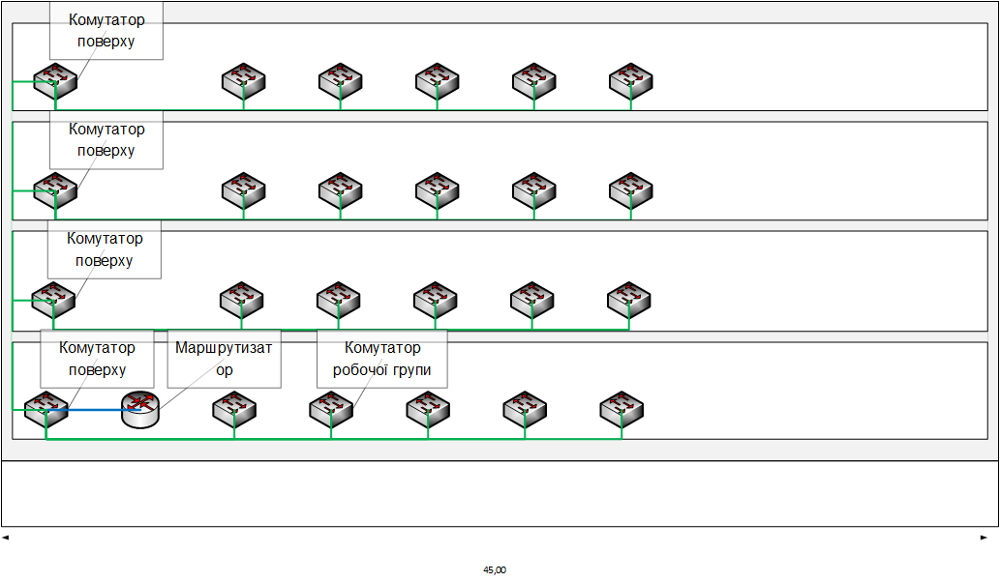 Комутатор
поверху
Комутатор
поверху
Комутатор
поверху
Комутатор
поверху
Маршрутизат
ор
Комутатор
робочої групи
45,00